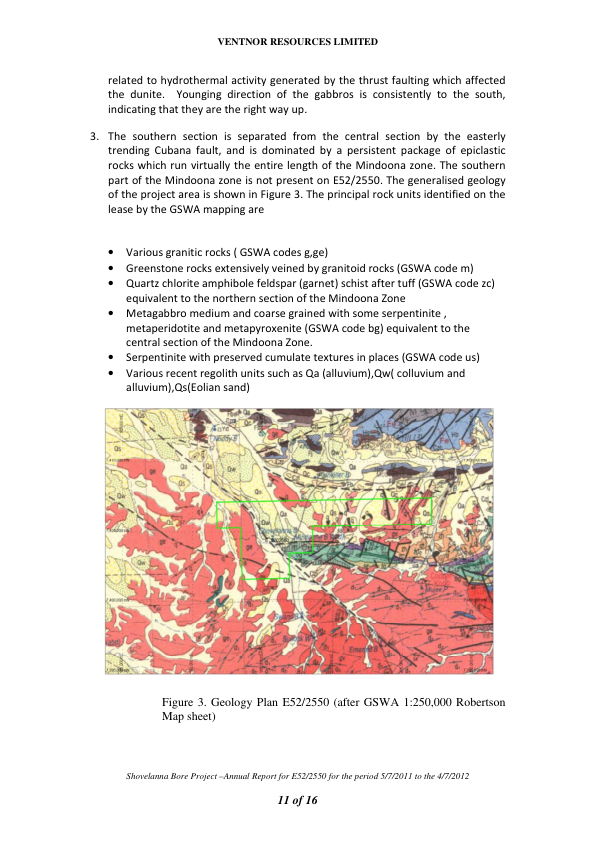 VENTNOR RESOURCES LIMITED
related to hydrothermal activity generated by the thrust faulting which affected
the dunite. Younging direction of the gabbros is consistently to the south,
indicating that they are the right way up.
3. The southern section is separated from the central section by the easterly
trending Cubana fault, and is dominated by a persistent package of epiclastic
rocks which run virtually the entire length of the Mindoona zone. The southern
part of the Mindoona zone is not present on E52/2550. The generalised geology
of the project area is shown in Figure 3. The principal rock units identified on the
lease by the GSWA mapping are
• Various granitic rocks ( GSWA codes g,ge)
• Greenstone rocks extensively veined by granitoid rocks (GSWA code m)
• Quartz chlorite amphibole feldspar (garnet) schist after tuff (GSWA code zc)
equivalent to the northern section of the Mindoona Zone
• Metagabbro medium and coarse grained with some serpentinite ,
metaperidotite and metapyroxenite (GSWA code bg) equivalent to the
central section of the Mindoona Zone.
• Serpentinite with preserved cumulate textures in places (GSWA code us)
• Various recent regolith units such as Qa (alluvium),Qw( colluvium and
alluvium),Qs(Eolian sand)
Qs
Qw
Qa
ge
Figure 3. Geology Plan E52/2550 (after GSWA 1:250,000 Robertson
Map sheet)
Shovelanna Bore Project –Annual Report for E52/2550 for the period 5/7/2011 to the 4/7/2012
11 of 16